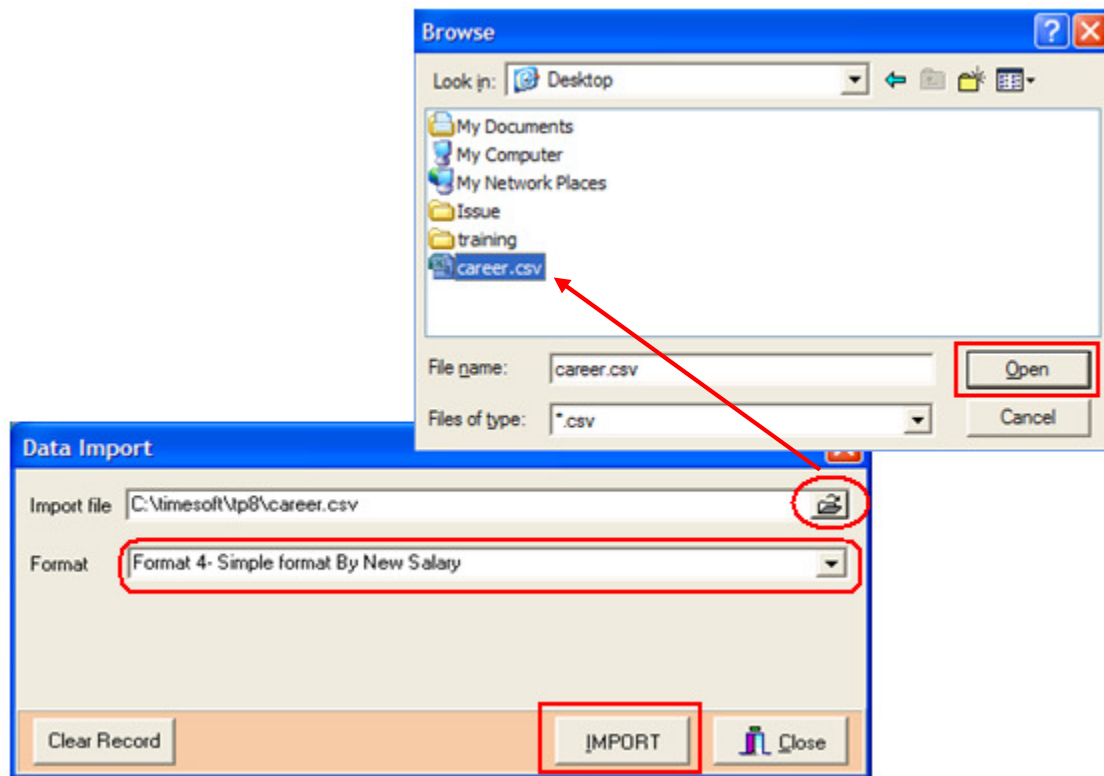 Browse
Look in: Desktop
My Documents
My Computer
My Network Places
Issue
training
career.csv
File name: career.csv Open
Files of type: *.csv Cancel
Data Import
Import file C:\timesoft\tp8\career.csv
Format Format 4- Simple format By New Salary
Clear Record IMPORT Close